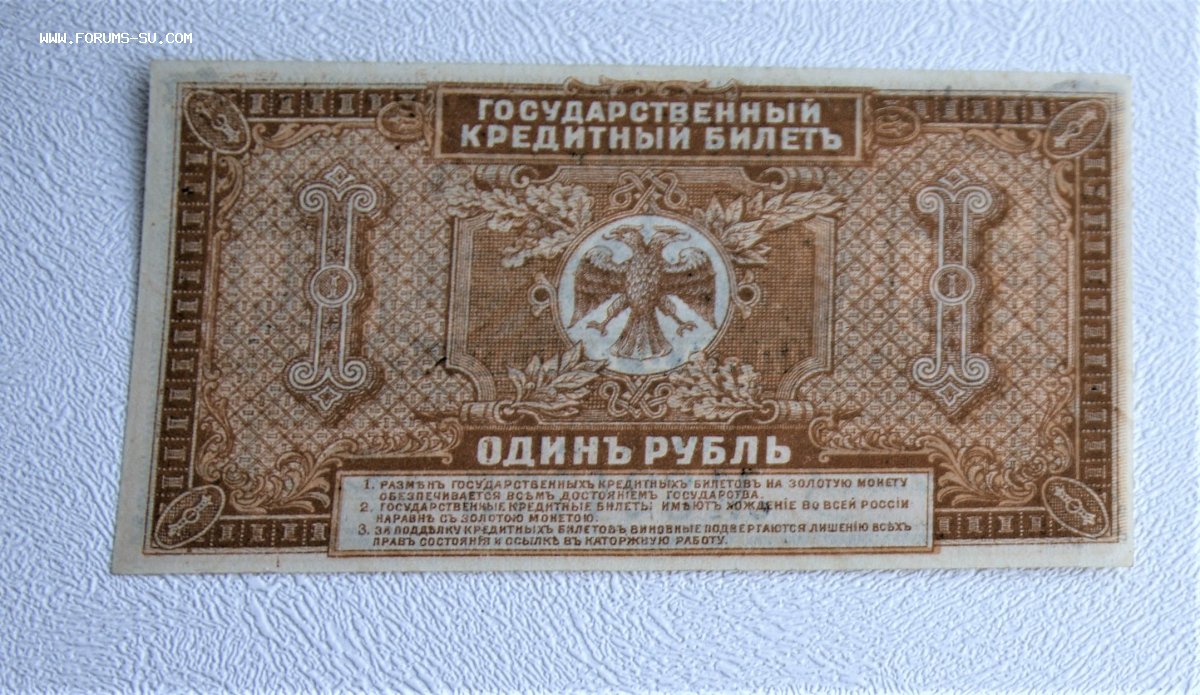 WWW.FORUMS-SU.COM
ГОСУДАРСТВЕННЫЙ
КРЕДИТНЫЙ БИЛЕТЪ
1 1
ОДИНЪ РУБЛЬ
1. РАЗМѢНЪ ГОСУДАРСТВЕННЫХЪ КРЕДИТНЫХЪ БИЛЕТОВЪ НА ЗОЛОТУЮ МОНЕТУ
ОБЕЗПЕЧИВАЕТСЯ ВСѢМЪ ДОСТОЯНІЕМЪ ГОСУДАРСТВА.
2. ГОСУДАРСТВЕННЫЕ КРЕДИТНЫЕ БИЛЕТЫ ИМѢЮТЪ ХОЖДЕНІЕ ВО ВСЕЙ РОССІИ
НАРАВНѢ СЪ ЗОЛОТОЮ МОНЕТОЮ.
3. ЗА ПОДДѢЛКУ КРЕДИТНЫХЪ БИЛЕТОВЪ ВИНОВНЫЕ ПОДВЕРГАЮТСЯ ЛИШЕНІЮ ВСѢХЪ
ПРАВЪ СОСТОЯНІЯ И ССЫЛКѢ ВЪ КАТОРЖНУЮ РАБОТУ.